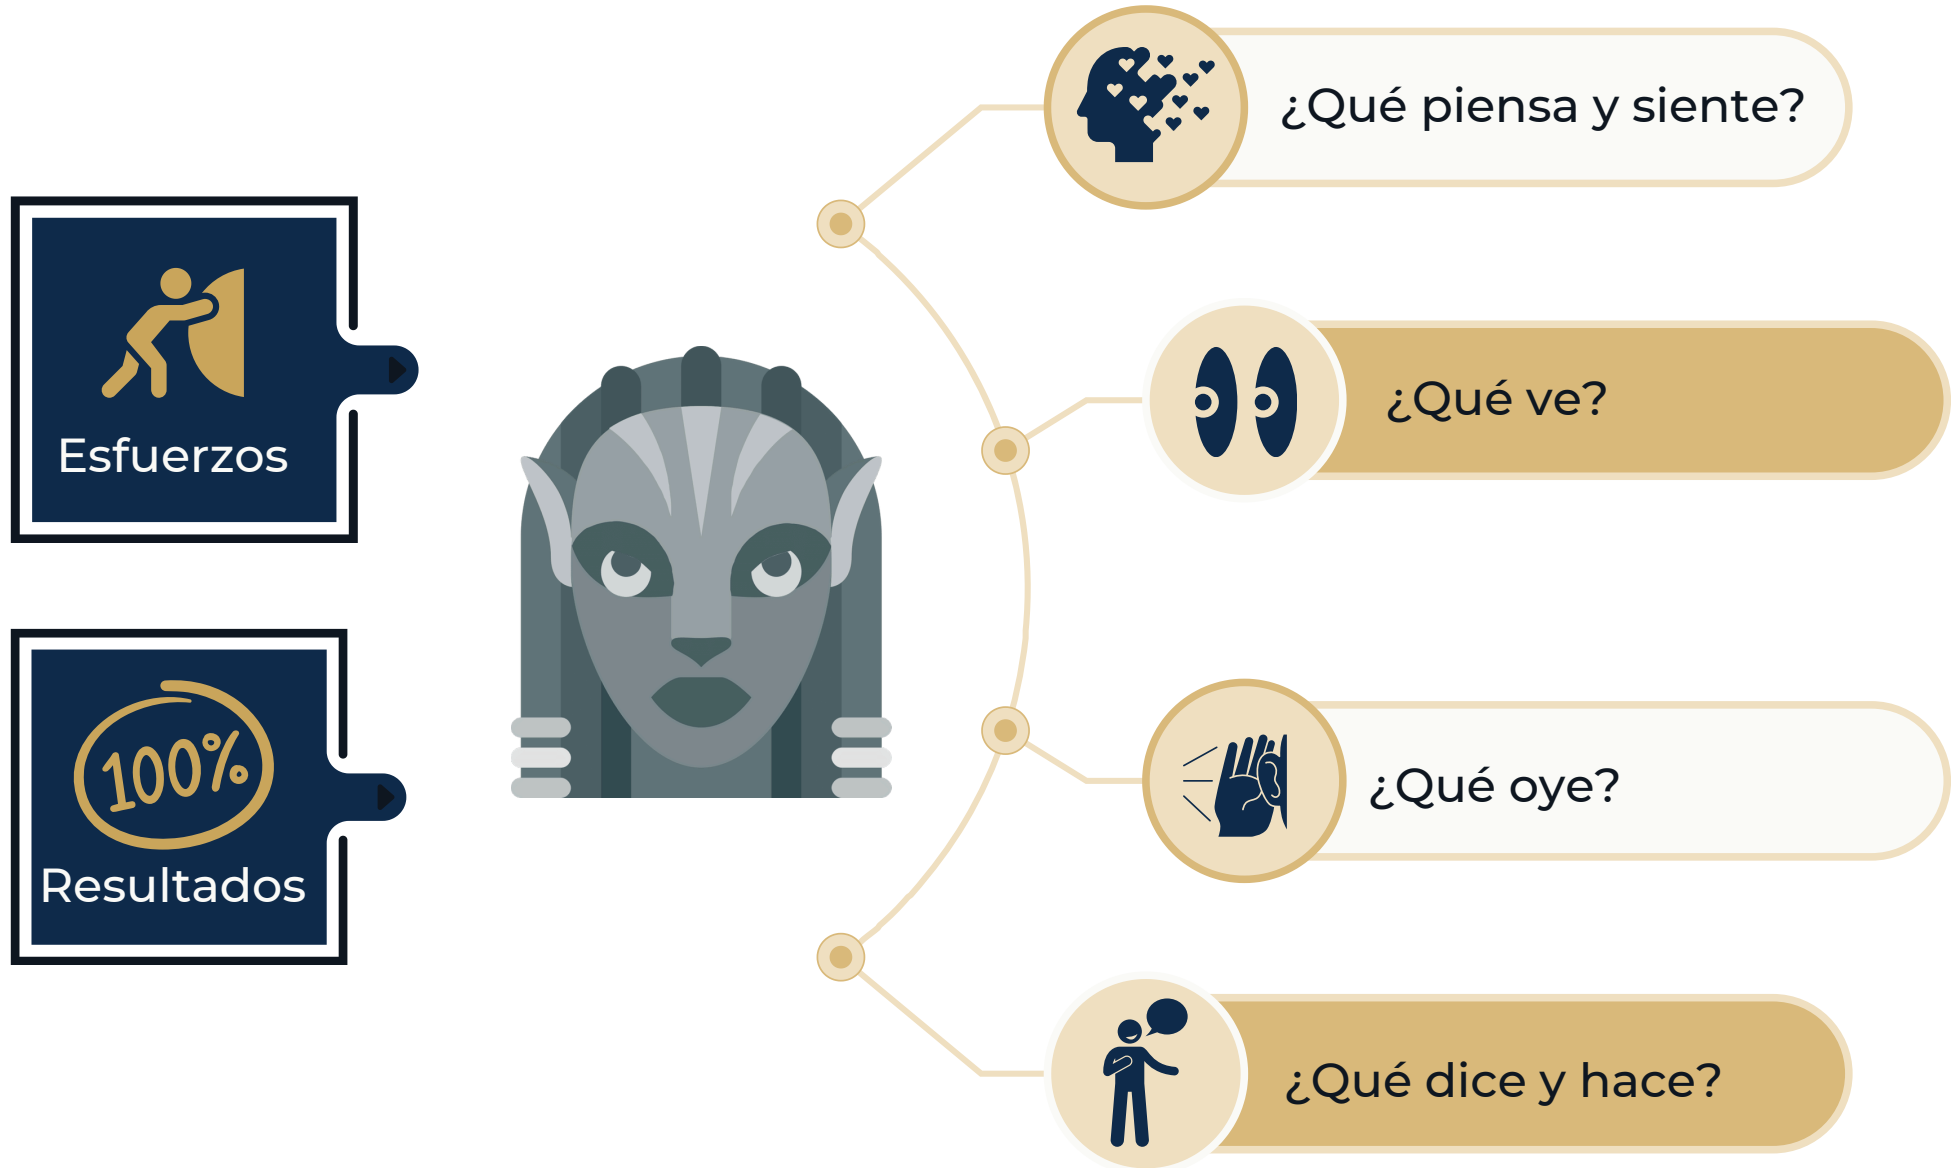 ¿Qué piensa y siente?
¿Qué ve?
Esfuerzos
¿Qué oye?
100%
Resultados
¿Qué dice y hace?